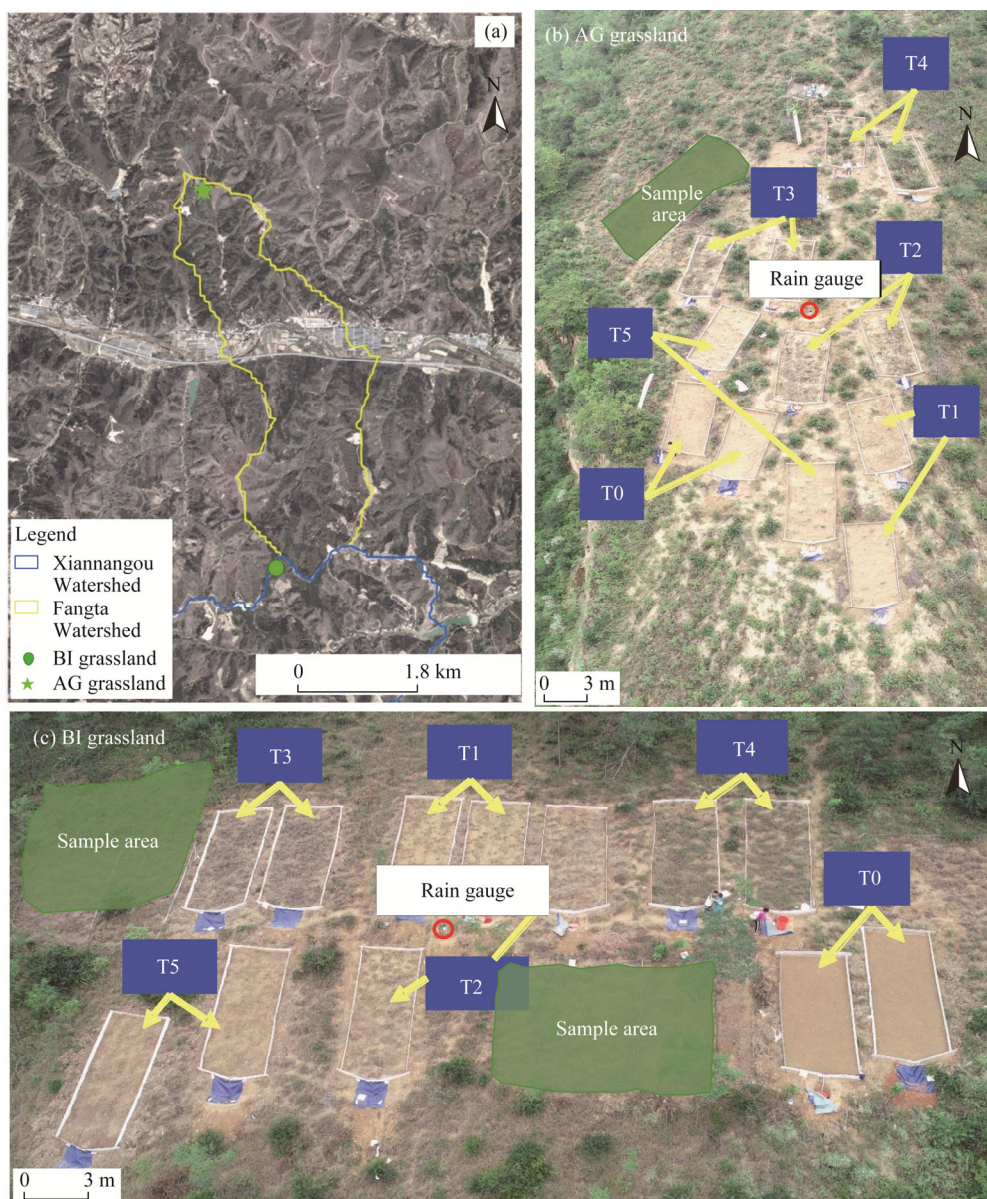 (a)
N
Legend
Xiannangou
Watershed
Fangta
Watershed
BI grassland
AG grassland
0 1.8 km
(b) AG grassland
N
T4
Sample
area
T3
T2
Rain gauge
T5
T1
T0
0 3 m
(c) BI grassland
N
T3
T1
T4
Sample area
Rain gauge
T0
T5
T2
Sample area
0 3 m